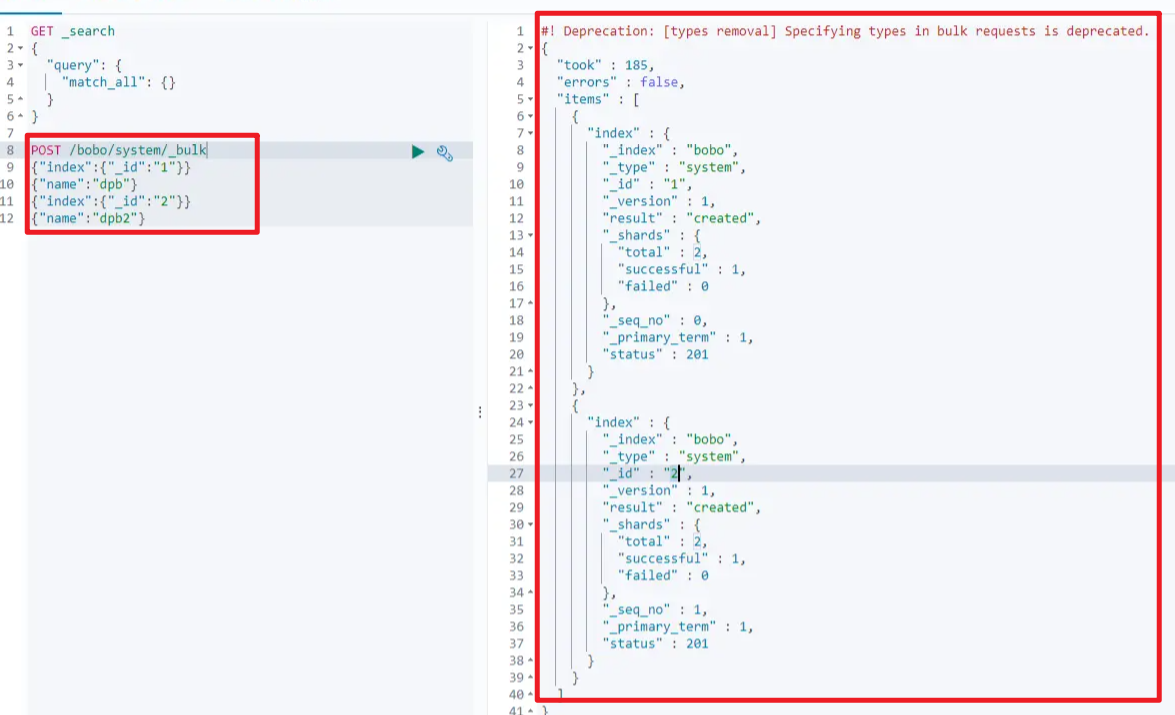 1 GET _search
2 {
3 "query": {
4 "match_all": {}
5 }
6 }
7
8 POST /bobo/system/_bulk
9 {"index":{"_id":"1"}}
10 {"name":"dpb"}
11 {"index":{"_id":"2"}}
12 {"name":"dpb2"}
1 #! Deprecation: [types removal] Specifying types in bulk requests is deprecated.
2 {
3 "took" : 185,
4 "errors" : false,
5 "items" : [
6 {
7 "index" : {
8 "_index" : "bobo",
9 "_type" : "system",
10 "_id" : "1",
11 "_version" : 1,
12 "result" : "created",
13 "_shards" : {
14 "total" : 2,
15 "successful" : 1,
16 "failed" : 0
17 },
18 "_seq_no" : 0,
19 "_primary_term" : 1,
20 "status" : 201
21 }
22 },
23 {
24 "index" : {
25 "_index" : "bobo",
26 "_type" : "system",
27 "_id" : "2",
28 "_version" : 1,
29 "result" : "created",
30 "_shards" : {
31 "total" : 2,
32 "successful" : 1,
33 "failed" : 0
34 },
35 "_seq_no" : 1,
36 "_primary_term" : 1,
37 "status" : 201
38 }
39 }
40 ]
41 }